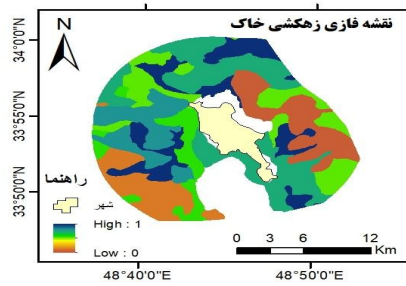 نقشه فازی زهکشی خاک
N
34°0'0"N
33°55'0"N
33°50'0"N
راهنما
شهر
High : 1
Low : 0
0 3 6 12
Km
48°40'0"E 48°50'0"E